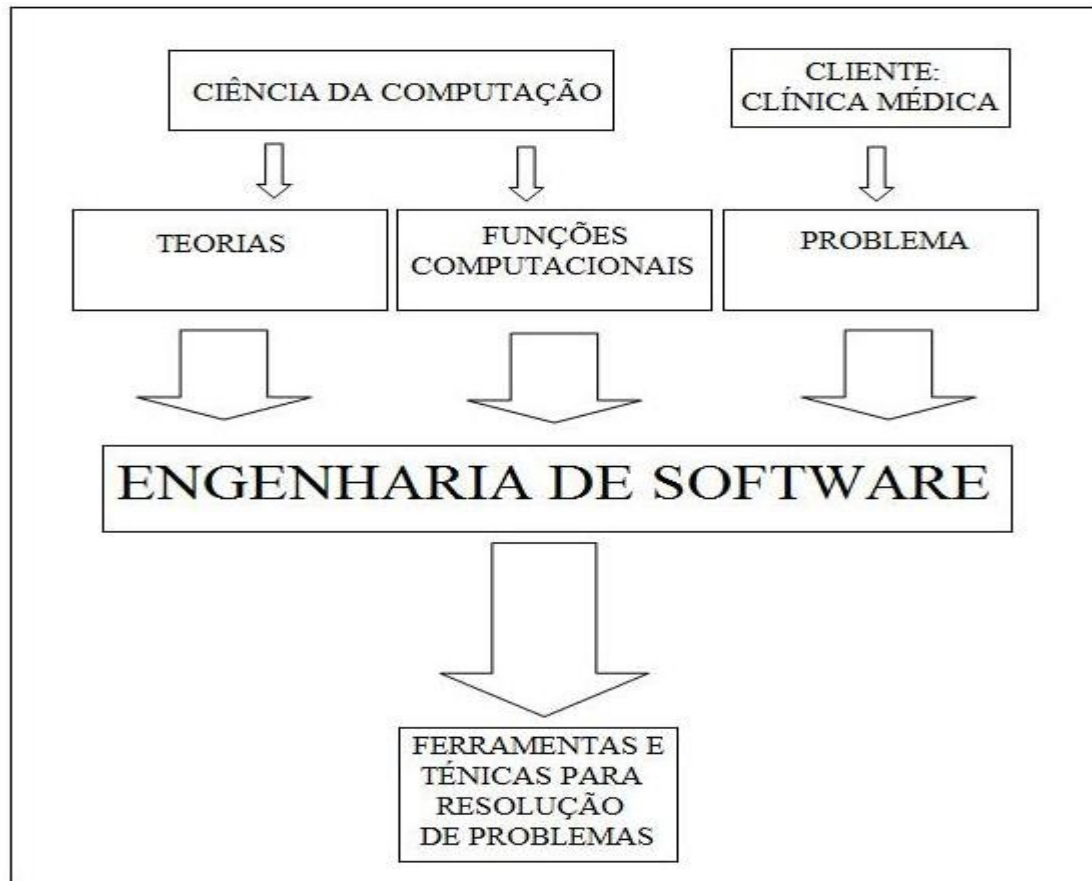 CIÊNCIA DA COMPUTAÇÃO
CLIENTE:
CLÍNICA MÉDICA
TEORIAS
FUNÇÕES
COMPUTACIONAIS
PROBLEMA
ENGENHARIA DE SOFTWARE
FERRAMENTAS E
TÉNICAS PARA
RESOLUÇÃO
DE PROBLEMAS